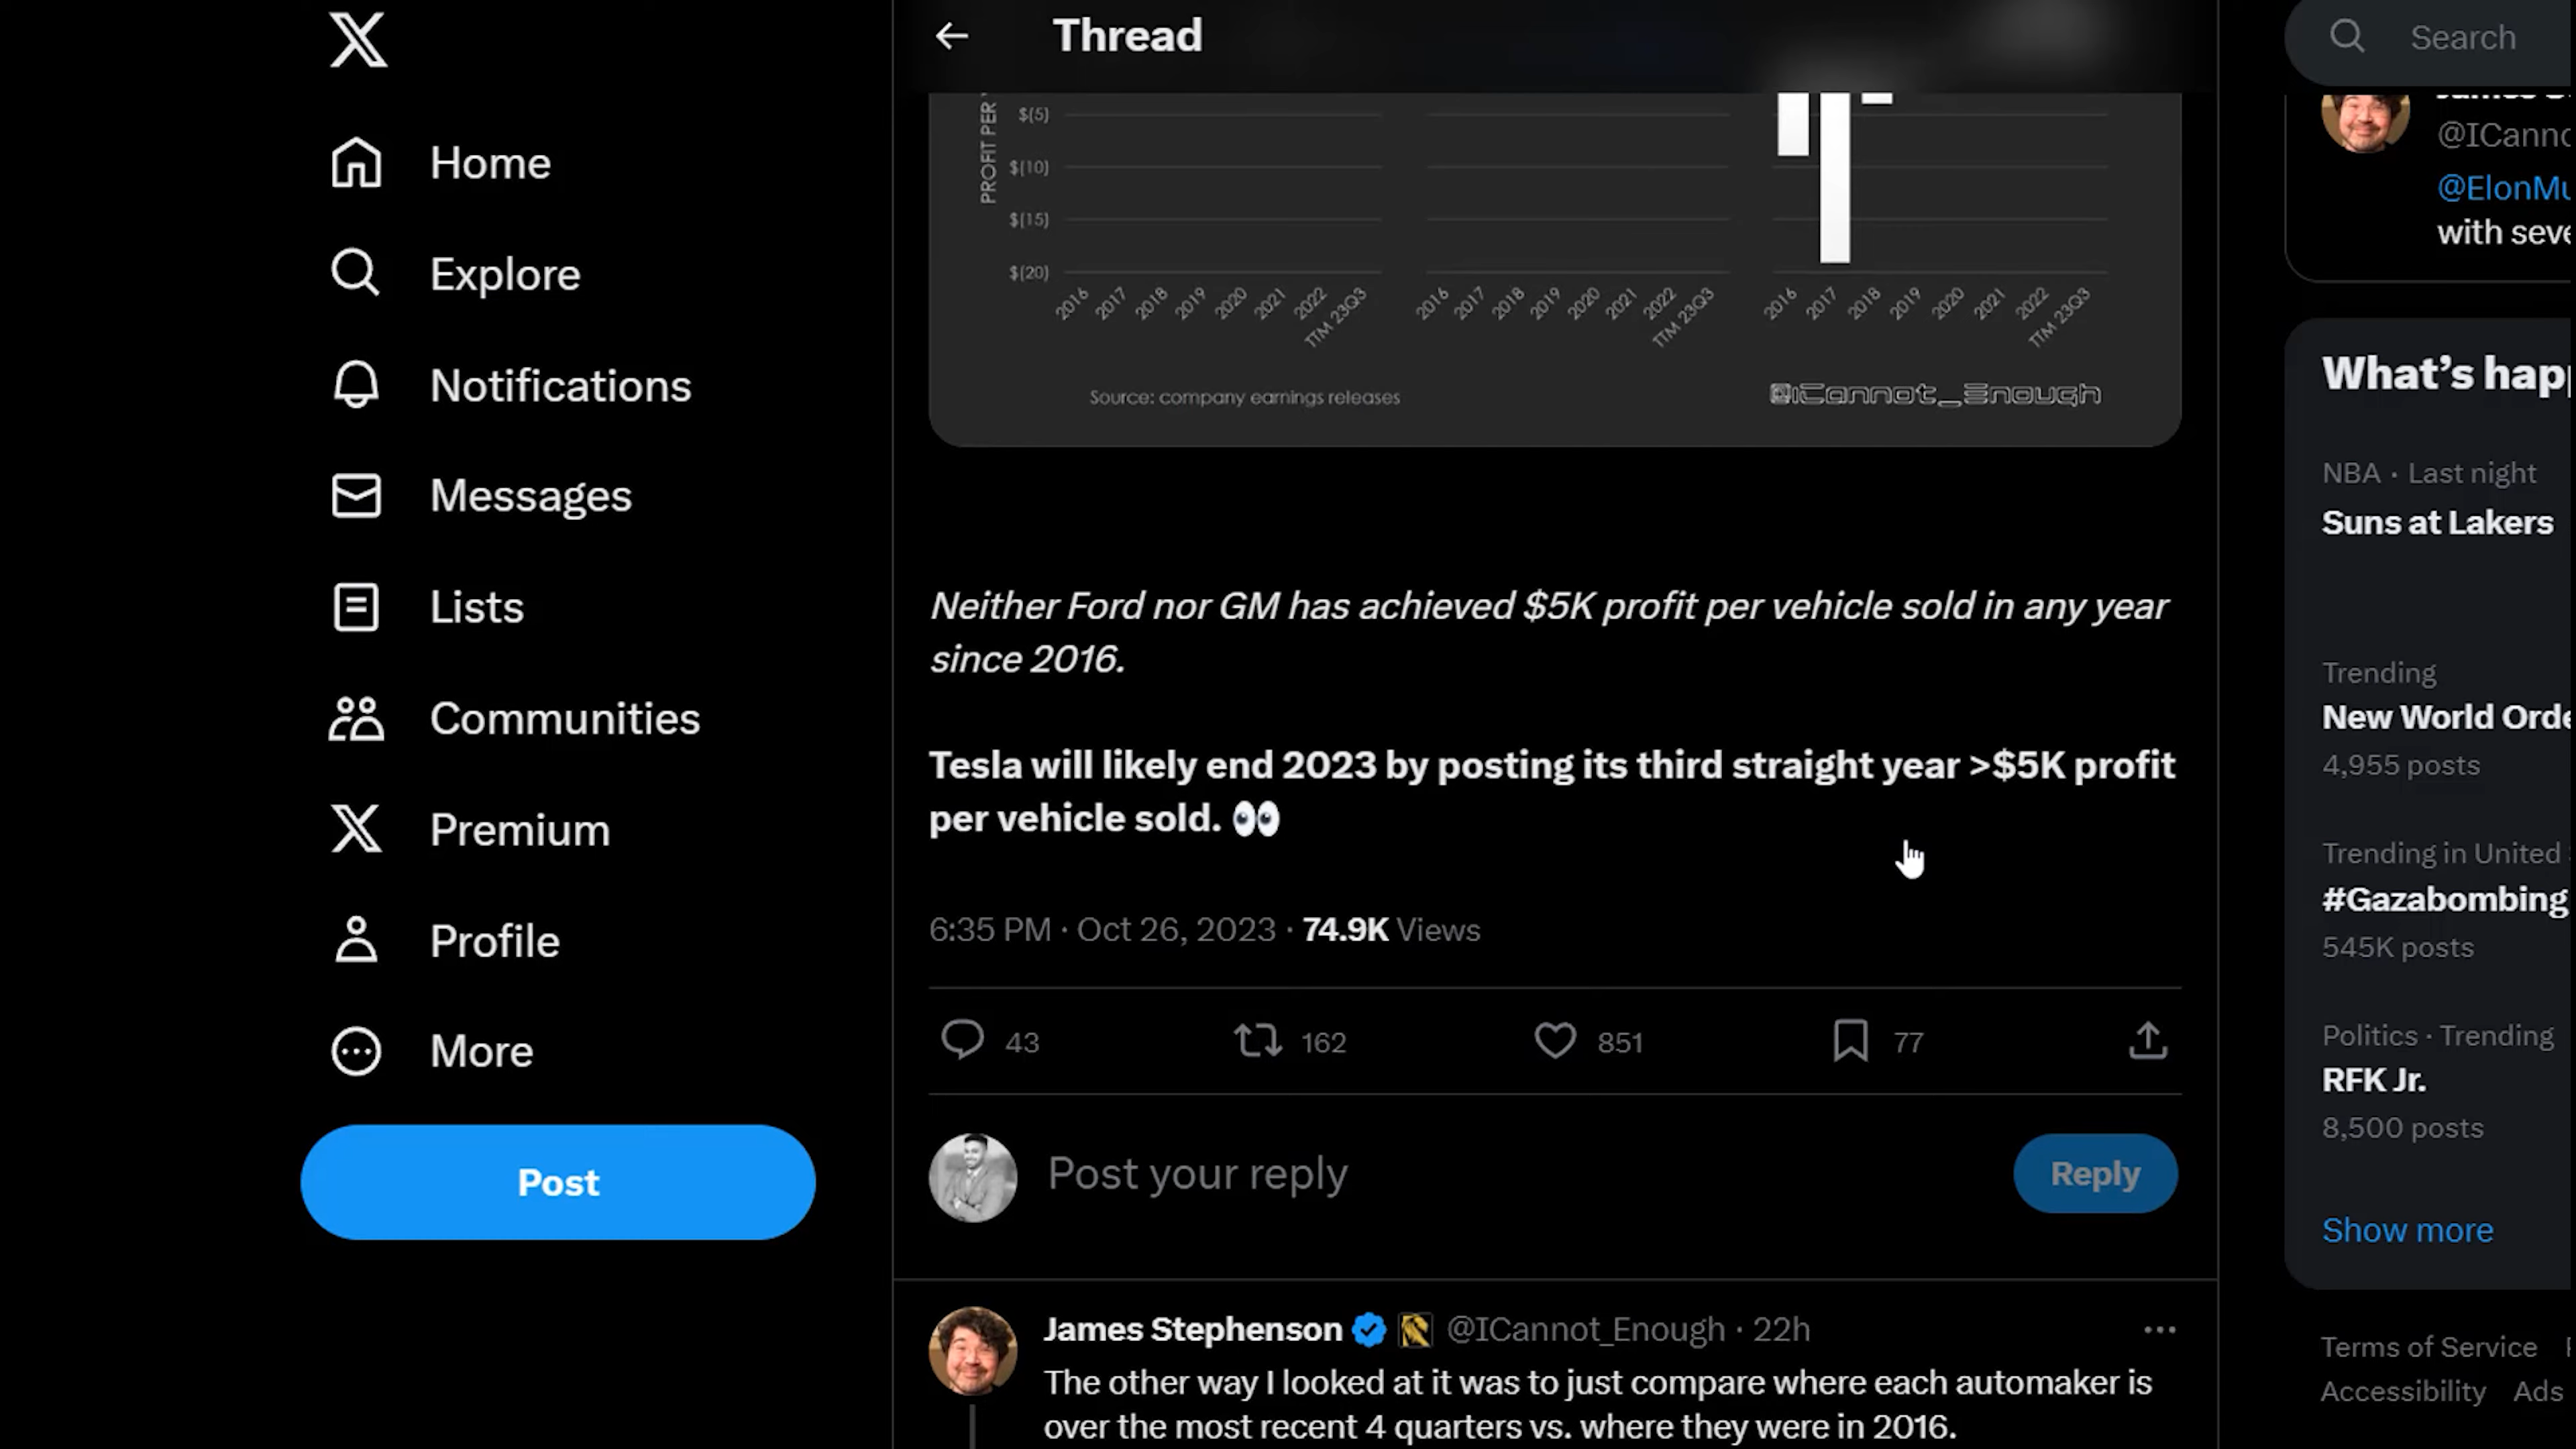 Thread
Search
Home
Explore
Notifications
Messages
Lists
Communities
Premium
Profile
More
Post
PROFIT PER
$(5)
$(10)
$(15)
$(20)
2016 2017 2018 2019 2020 2021 2022 TTM 23Q3
2016 2017 2018 2019 2020 2021 2022 TTM 23Q3
2016 2017 2018 2019 2020 2021 2022 TTM 23Q3
Source: company earnings releases
@iCannot_Enough
Neither Ford nor GM has achieved $5K profit per vehicle sold in any year
since 2016.
Tesla will likely end 2023 by posting its third straight year >$5K profit
per vehicle sold. 👀
6:35 PM · Oct 26, 2023 · 74.9K Views
43 162 851 77
Post your reply
Reply
James Stephenson @ICannot_Enough · 22h
The other way I looked at it was to just compare where each automaker is
over the most recent 4 quarters vs. where they were in 2016.
@ICanno
@ElonMu
with seve
What's hap
NBA · Last night
Suns at Lakers
Trending
New World Orde
4,955 posts
Trending in United
#Gazabombing
545K posts
Politics · Trending
RFK Jr.
8,500 posts
Show more
Terms of Service
Accessibility Ads